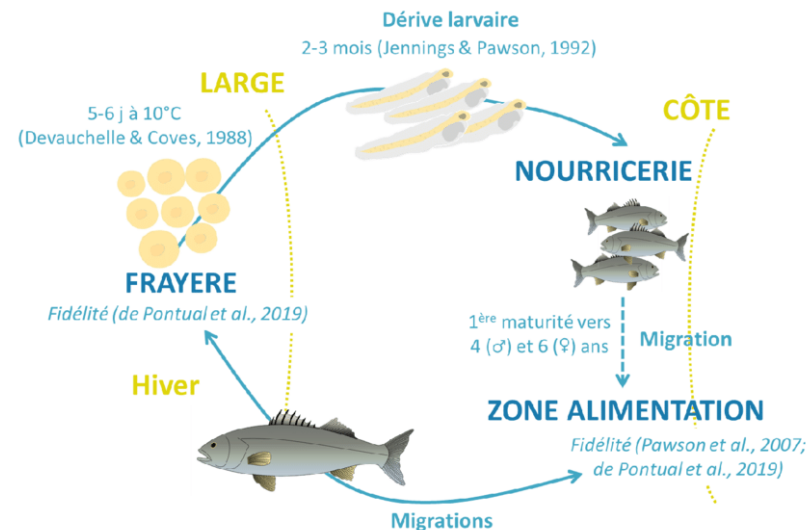 Dérive larvaire
2-3 mois (Jennings & Pawson, 1992)
LARGE
5-6 j à 10°C
(Devauchelle & Coves, 1988)
CÔTE
NOURRICERIE
FRAYERE
Fidélité (de Pontual et al., 2019)
1ère maturité vers
4 (♂) et 6 (♀) ans
Migration
Hiver
ZONE ALIMENTATION
Fidélité (Pawson et al., 2007;
de Pontual et al., 2019)
Migrations